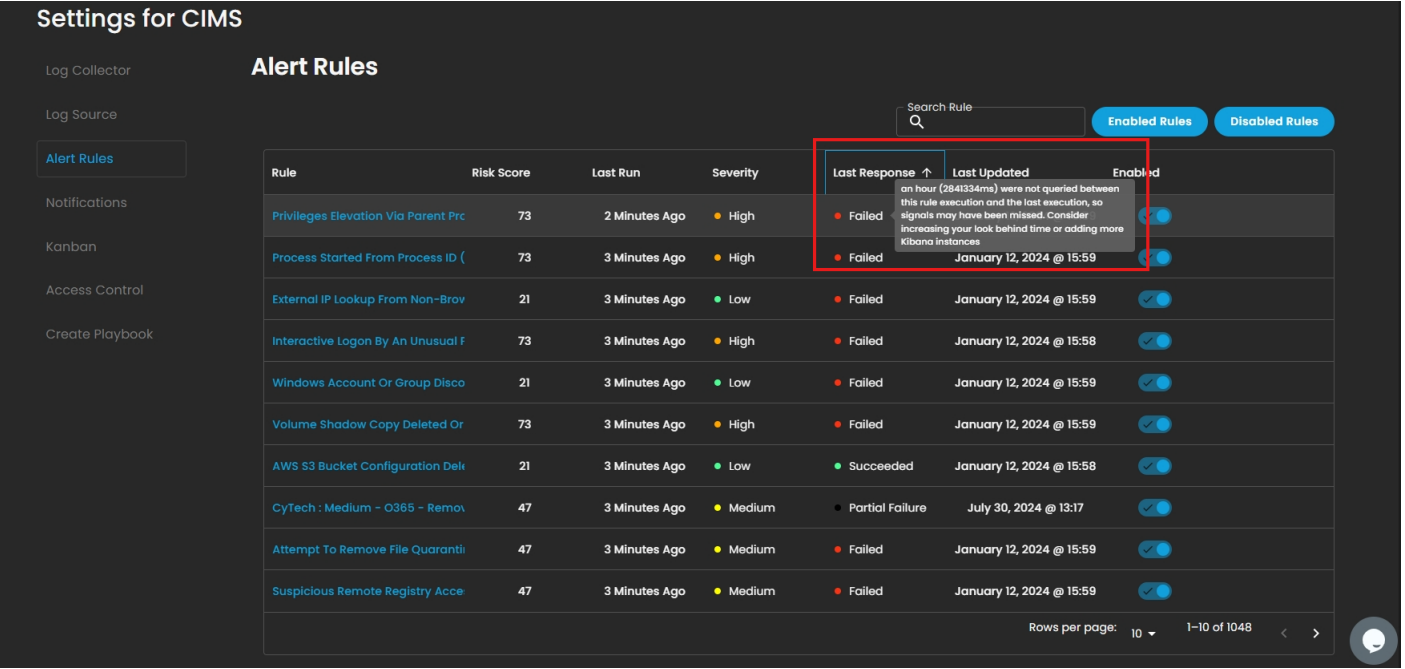 Settings for CIMS
Log Collector
Log Source
Alert Rules
Notifications
Kanban
Access Control
Create Playbook
Alert Rules
Search Rule
Enabled Rules Disabled Rules
Rule Risk Score Last Run Severity Last Response ↑ Last Updated Enabled
Privileges Elevation Via Parent Prc 73 2 Minutes Ago High Failed
an hour (2841334ms) were not queried between
this rule execution and the last execution, so
signals may have been missed. Consider
increasing your look behind time or adding more
Kibana instances
Process Started From Process ID ( 73 3 Minutes Ago High Failed January 12, 2024 @ 15:59
External IP Lookup From Non-Brow 21 3 Minutes Ago Low Failed January 12, 2024 @ 15:59
Interactive Logon By An Unusual P 73 3 Minutes Ago High Failed January 12, 2024 @ 15:58
Windows Account Or Group Disco 21 3 Minutes Ago Low Failed January 12, 2024 @ 15:59
Volume Shadow Copy Deleted Or 73 3 Minutes Ago High Failed January 12, 2024 @ 15:59
AWS S3 Bucket Configuration Dele 21 3 Minutes Ago Low Succeeded January 12, 2024 @ 15:58
CyTech : Medium - O365 - Remov 47 3 Minutes Ago Medium Partial Failure July 30, 2024 @ 13:17
Attempt To Remove File Quaranti 47 3 Minutes Ago Medium Failed January 12, 2024 @ 15:59
Suspicious Remote Registry Acce 47 3 Minutes Ago Medium Failed January 12, 2024 @ 15:59
Rows per page: 10 1–10 of 1048